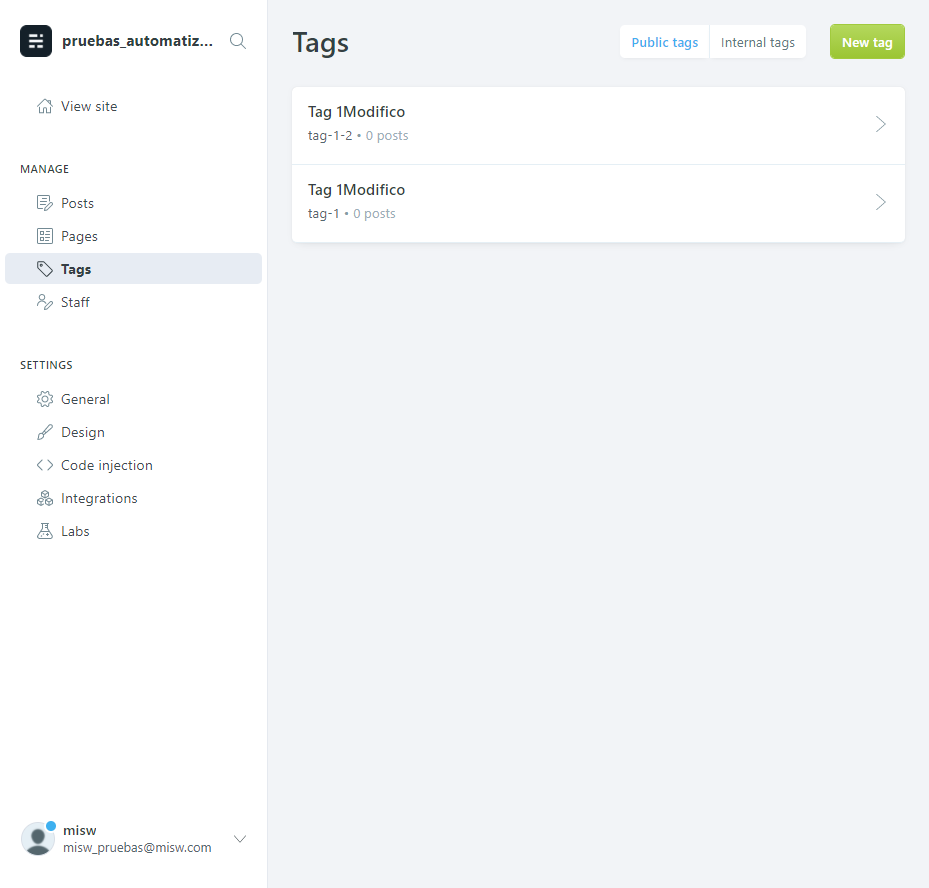 pruebas_automatiz...
View site
MANAGE
Posts
Pages
Tags
Staff
SETTINGS
General
Design
Code injection
Integrations
Labs
misw
misw_pruebas@misw.com
Tags
Public tags
Internal tags
New tag
Tag 1Modifico
tag-1-2 • 0 posts
Tag 1Modifico
tag-1 • 0 posts